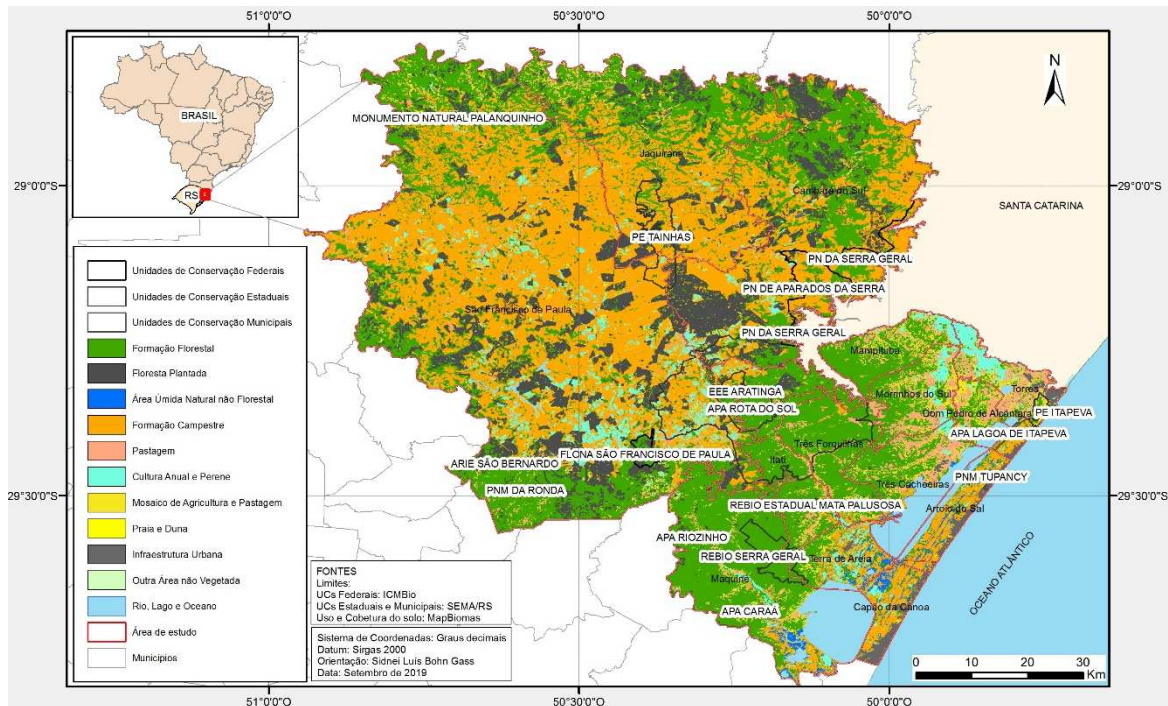 51°0'0"O
50°30'0"O
50°0'0"O
BRASIL
RS
N
MONUMENTO NATURAL PALANQUINHO
Jaquirana
Cambará do Sul
29°0'0"S
29°0'0"S
SANTA CATARINA
PE TAINHAS
PN DA SERRA GERAL
PN DE APARADOS DA SERRA
São Francisco de Paula
PN DA SERRA GERAL
Mampituba
EEE ARATINGA
Morrinhos do Sul
Torres
APA ROTA DO SOL
Dom Pedro de Alcântara
PE ITAPEVA
APA LAGOA DE ITAPEVA
Três Forquilhas
FLONA SÃO FRANCISCO DE PAULA
ARIE SÃO BERNARDO
Itati
PNM TUPANCY
Três Cachoeiras
PNM DA RONDA
29°30'0"S
29°30'0"S
REBIO ESTADUAL MATA PALUSOSA
Arroio do Sal
APA RIOZINHO
REBIO SERRA GERAL
Terra de Areia
OCEANO ATLÂNTICO
Maquiné
Capão da Canoa
APA CARAÁ
Unidades de Conservação Federais
Unidades de Conservação Estaduais
Unidades de Conservação Municipais
Formação Florestal
Floresta Plantada
Área Úmida Natural não Florestal
Formação Campestre
Pastagem
Cultura Anual e Perene
Mosaico de Agricultura e Pastagem
Praia e Duna
Infraestrutura Urbana
Outra Área não Vegetada
Rio, Lago e Oceano
Área de estudo
Municípios
FONTES
Limites:
UCs Federais: ICMBio
UCs Estaduais e Municipais: SEMA/RS
Uso e Cobetura do solo: MapBiomas
Sistema de Coordenadas: Graus decimais
Datum: Sirgas 2000
Orientação: Sidnei Luís Bohn Gass
Data: Setembro de 2019
0 5 10 20 30
Km
51°0'0"O
50°30'0"O
50°0'0"O